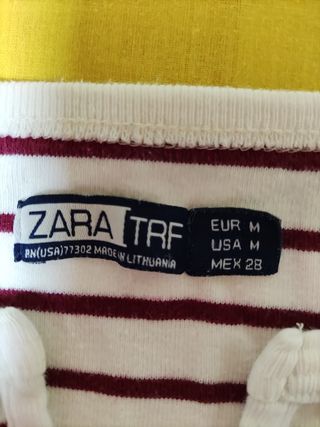 ZARA TRF
RN(USA)77302 MADE IN LITHUANIA
EUR M
USA M
MEX 28